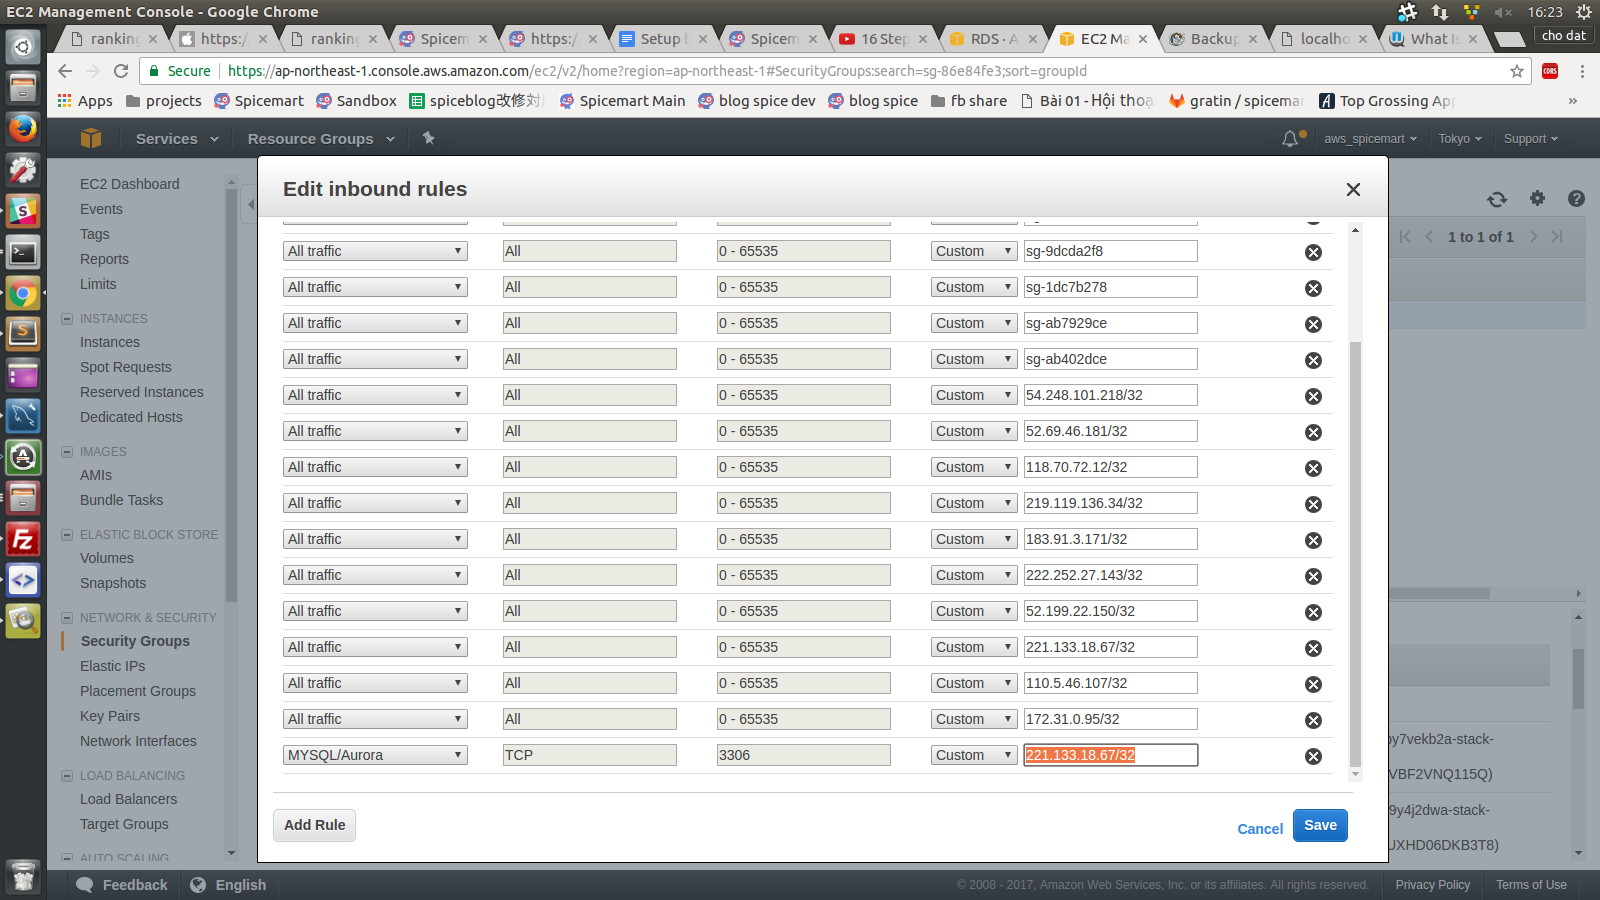 EC2 Management Console - Google Chrome
16:23
ranking
https:/
ranking
Spicem
https:/
Setup b
Spicem
16 Step
RDS · A
EC2 Ma
Backup
localho
What Is
cho dat
Secure
https://ap-northeast-1.console.aws.amazon.com/ec2/v2/home?region=ap-northeast-1#SecurityGroups:search=sg-86e84fe3;sort=groupId
CORS
Apps
projects
Spicemart
Sandbox
spiceblog改修対
Spicemart Main
blog spice dev
blog spice
fb share
Bài 01 - Hội thoạ
gratin / spicemar
Top Grossing App
»
Services
Resource Groups
aws_spicemart
Tokyo
Support
EC2 Dashboard
Events
Tags
Reports
Limits
INSTANCES
Instances
Spot Requests
Reserved Instances
Dedicated Hosts
IMAGES
AMIs
Bundle Tasks
ELASTIC BLOCK STORE
Volumes
Snapshots
NETWORK & SECURITY
Security Groups
Elastic IPs
Placement Groups
Key Pairs
Network Interfaces
LOAD BALANCING
Load Balancers
Target Groups
AUTO SCALING
Edit inbound rules
All traffic All 0 - 65535 Custom sg-9dcda2f8
All traffic All 0 - 65535 Custom sg-1dc7b278
All traffic All 0 - 65535 Custom sg-ab7929ce
All traffic All 0 - 65535 Custom sg-ab402dce
All traffic All 0 - 65535 Custom 54.248.101.218/32
All traffic All 0 - 65535 Custom 52.69.46.181/32
All traffic All 0 - 65535 Custom 118.70.72.12/32
All traffic All 0 - 65535 Custom 219.119.136.34/32
All traffic All 0 - 65535 Custom 183.91.3.171/32
All traffic All 0 - 65535 Custom 222.252.27.143/32
All traffic All 0 - 65535 Custom 52.199.22.150/32
All traffic All 0 - 65535 Custom 221.133.18.67/32
All traffic All 0 - 65535 Custom 110.5.46.107/32
All traffic All 0 - 65535 Custom 172.31.0.95/32
MYSQL/Aurora TCP 3306 Custom 221.133.18.67/32
Add Rule
Cancel
Save
1 to 1 of 1
by7vekb2a-stack-
VBF2VNQ115Q)
9y4j2dwa-stack-
UXHD06DKB3T8)
Feedback
English
© 2008 - 2017, Amazon Web Services, Inc. or its affiliates. All rights reserved.
Privacy Policy
Terms of Use